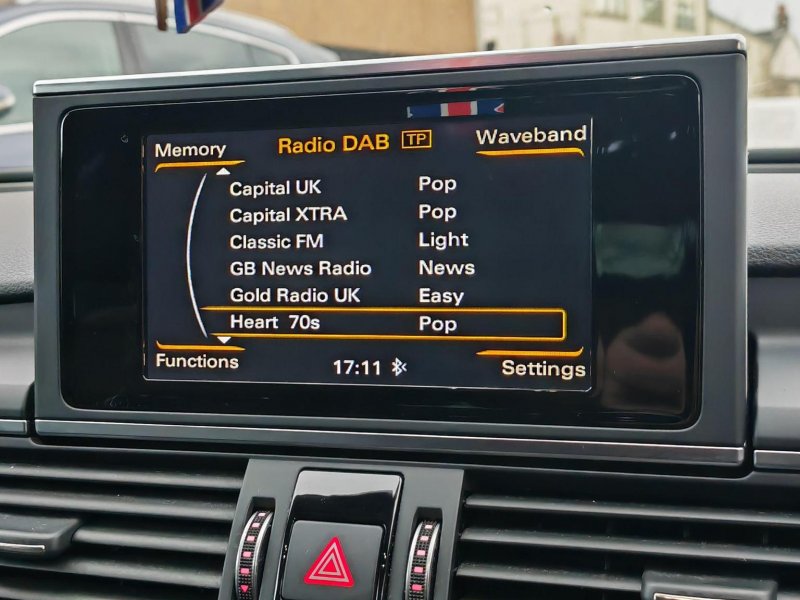 Memory Radio DAB TP Waveband
Capital UK Pop
Capital XTRA Pop
Classic FM Light
GB News Radio News
Gold Radio UK Easy
Heart 70s Pop
Functions 17:11 Settings